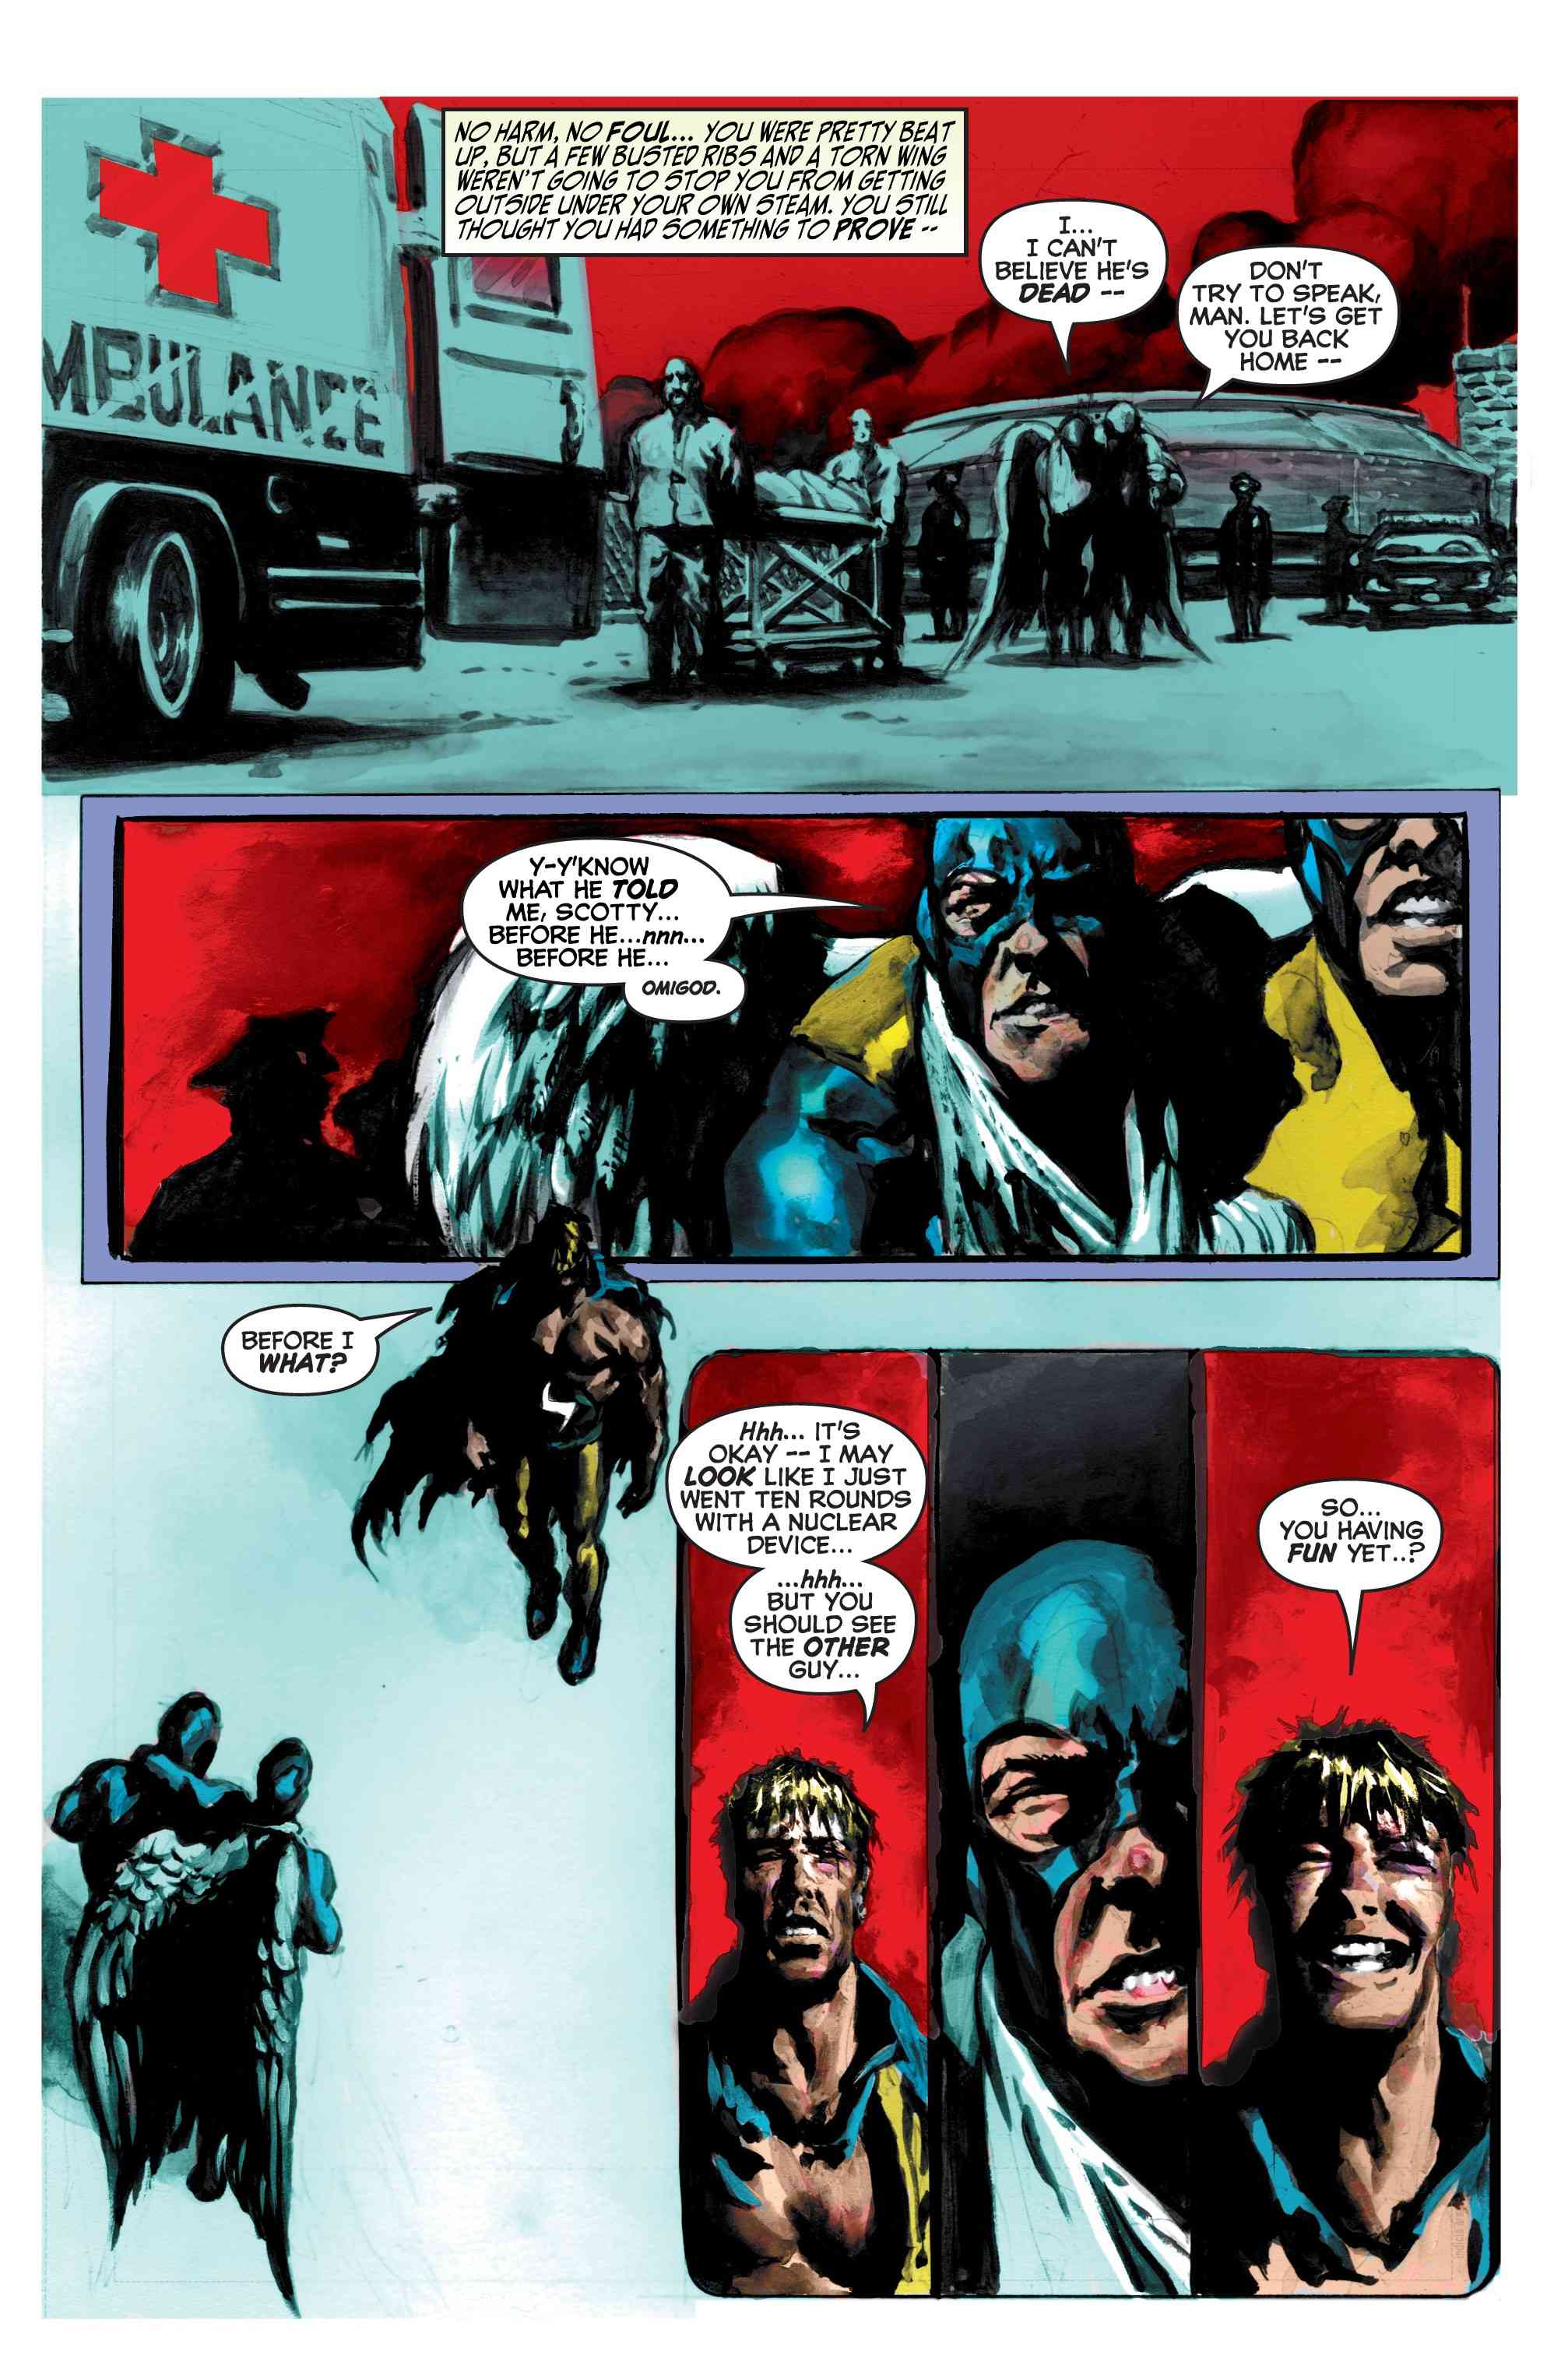 MBULANCE
NO HARM, NO FOUL... YOU WERE PRETTY BEAT
UP, BUT A FEW BUSTED RIBS AND A TORN WING
WEREN'T GOING TO STOP YOU FROM GETTING
OUTSIDE UNDER YOUR OWN STEAM. YOU STILL
THOUGHT YOU HAD SOMETHING TO PROVE --
I...
I CAN'T
BELIEVE HE'S
DEAD --
DON'T
TRY TO SPEAK,
MAN. LET'S GET
YOU BACK
HOME --
Y-Y'KNOW
WHAT HE TOLD
ME, SCOTTY...
BEFORE HE...nnn...
BEFORE HE...
OMIGOD.
BEFORE I
WHAT?
Hhh... IT'S
OKAY -- I MAY
LOOK LIKE I JUST
WENT TEN ROUNDS
WITH A NUCLEAR
DEVICE...
...hhh...
BUT YOU
SHOULD SEE
THE OTHER
GUY...
SO...
YOU HAVING
FUN YET..?